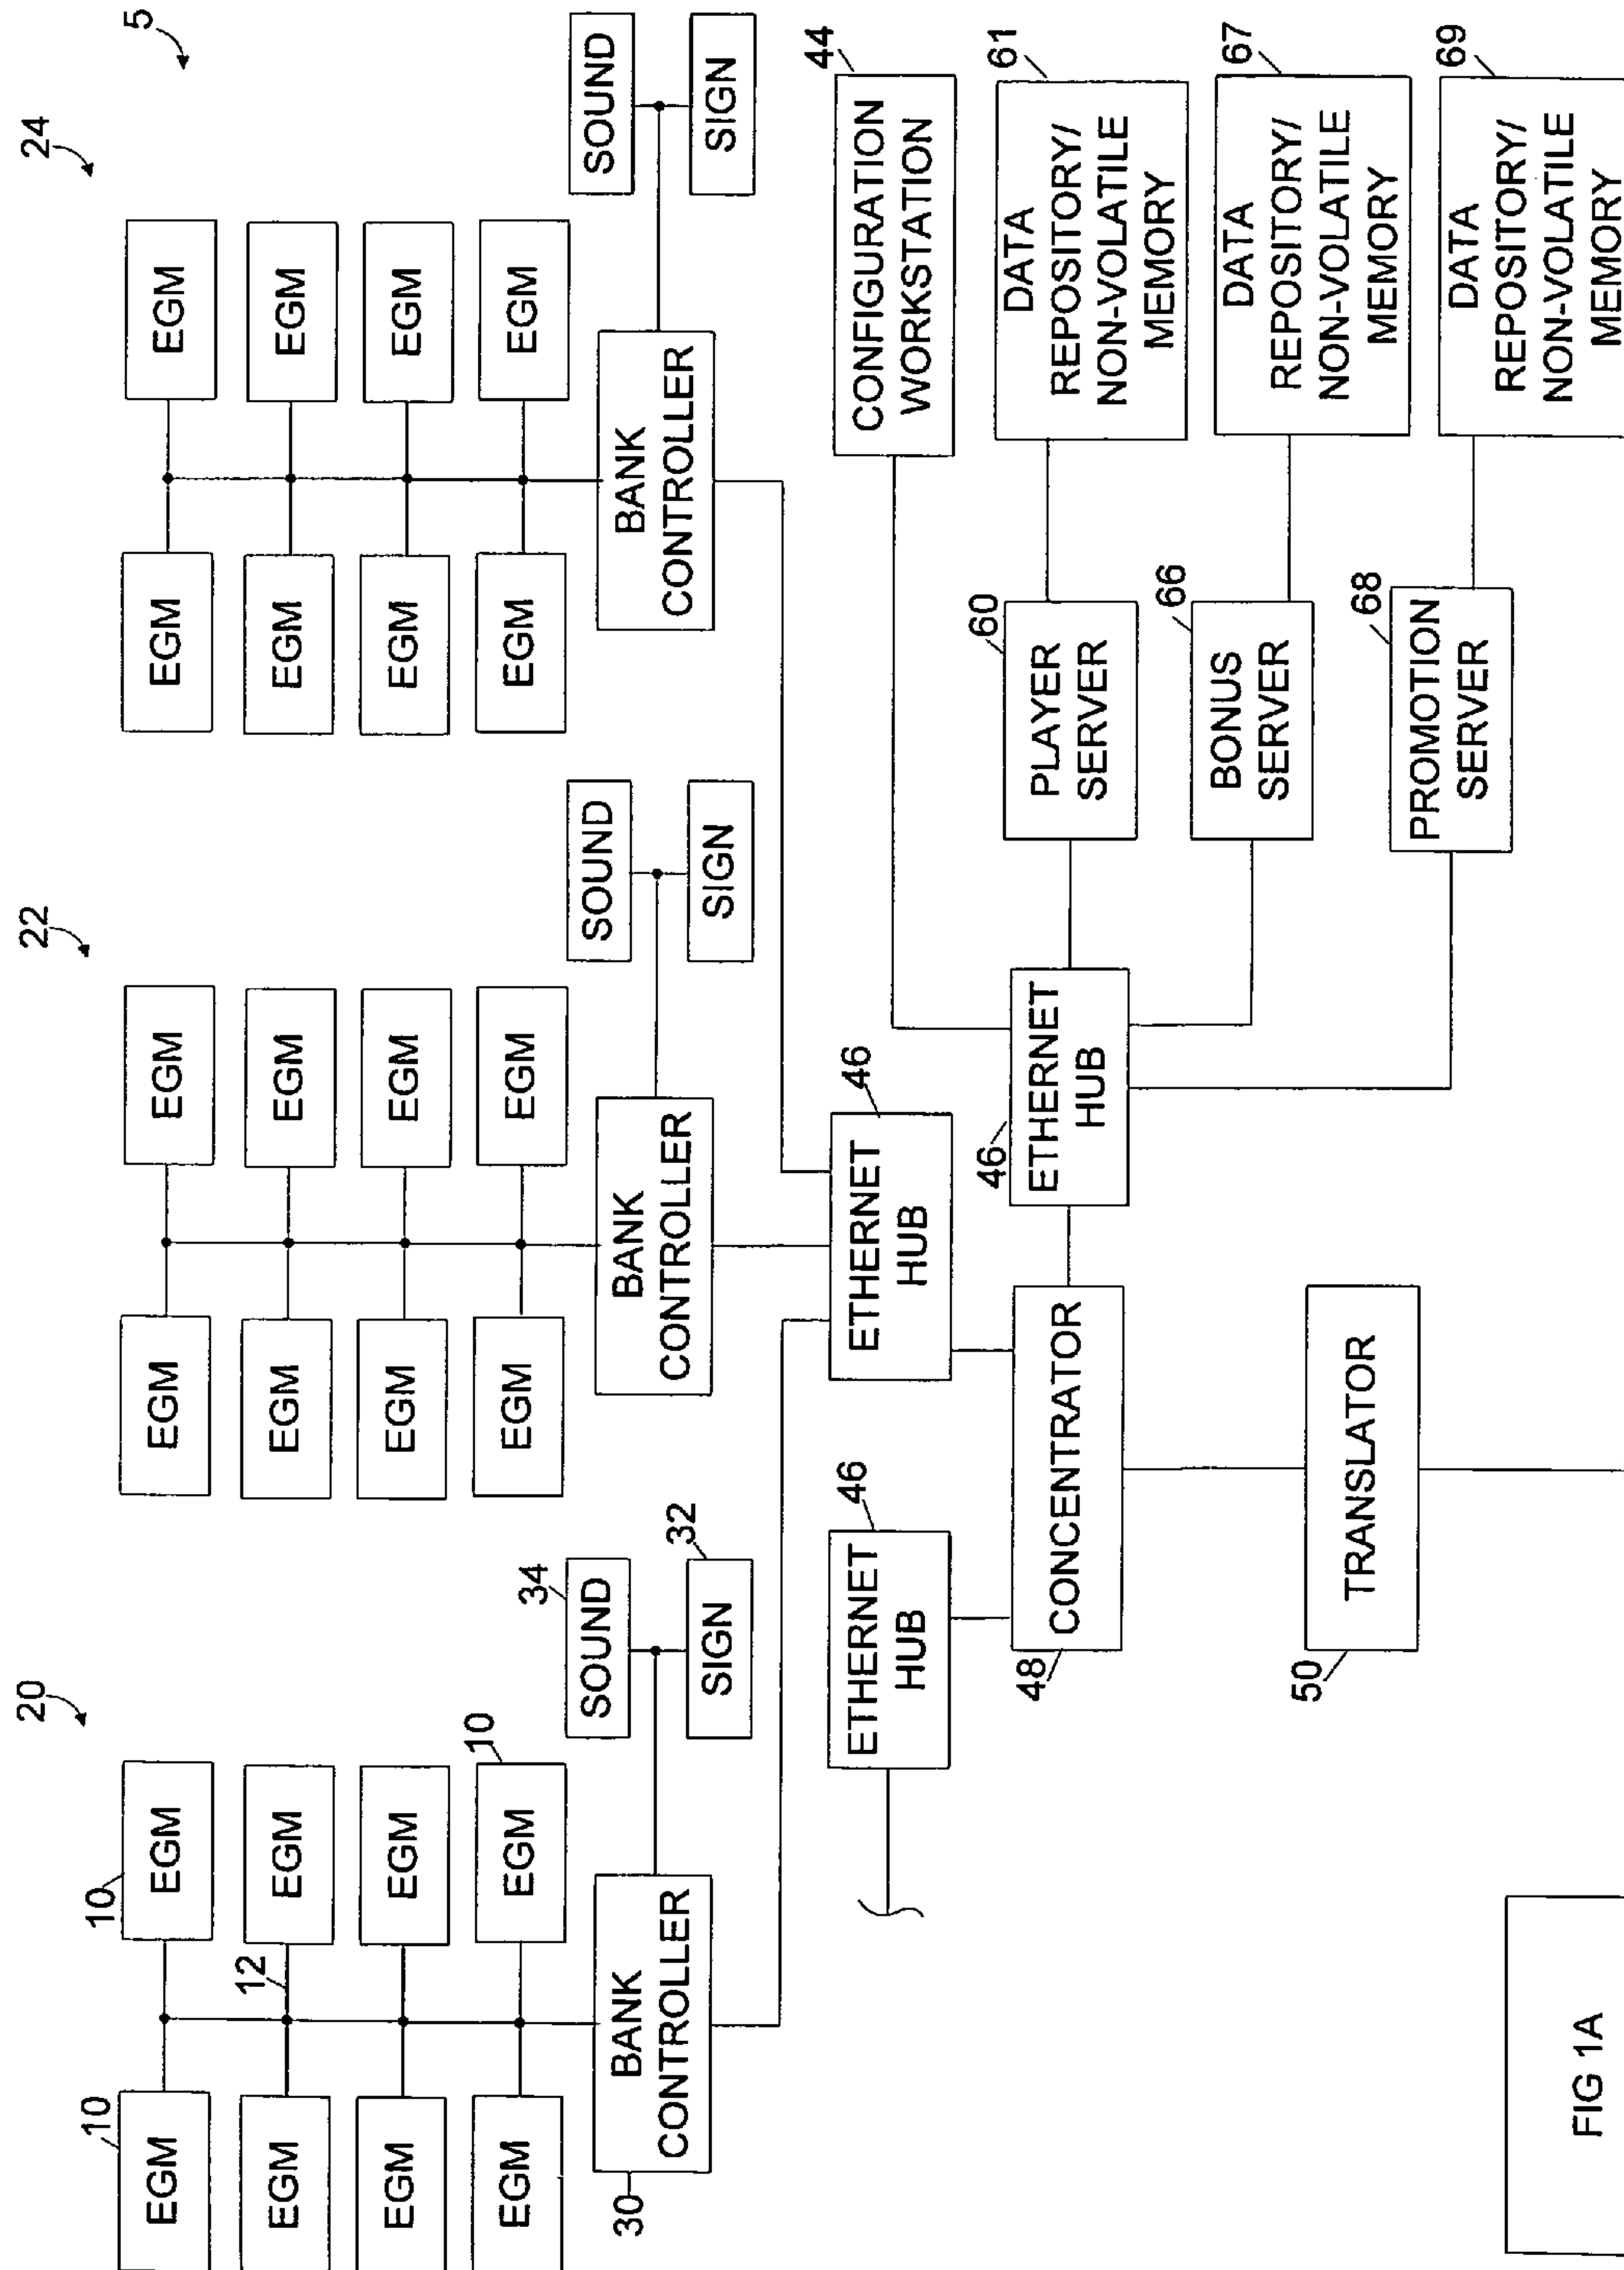 20
22
24
5
10
10
EGM
EGM
EGM
EGM
EGM
EGM
12
EGM
EGM
EGM
EGM
EGM
EGM
EGM
EGM
EGM
EGM
EGM
EGM
10
EGM
EGM
EGM
EGM
EGM
EGM
34
SOUND
SOUND
SOUND
30
BANK
CONTROLLER
32
SIGN
BANK
CONTROLLER
SIGN
BANK
CONTROLLER
SIGN
46
ETHERNET
HUB
46
ETHERNET
HUB
44
CONFIGURATION
WORKSTATION
48
CONCENTRATOR
46
ETHERNET
HUB
60
PLAYER
SERVER
61
DATA
REPOSITORY/
NON-VOLATILE
MEMORY
66
BONUS
SERVER
67
DATA
REPOSITORY/
NON-VOLATILE
MEMORY
50
TRANSLATOR
68
PROMOTION
SERVER
69
DATA
REPOSITORY/
NON-VOLATILE
MEMORY
FIG 1A